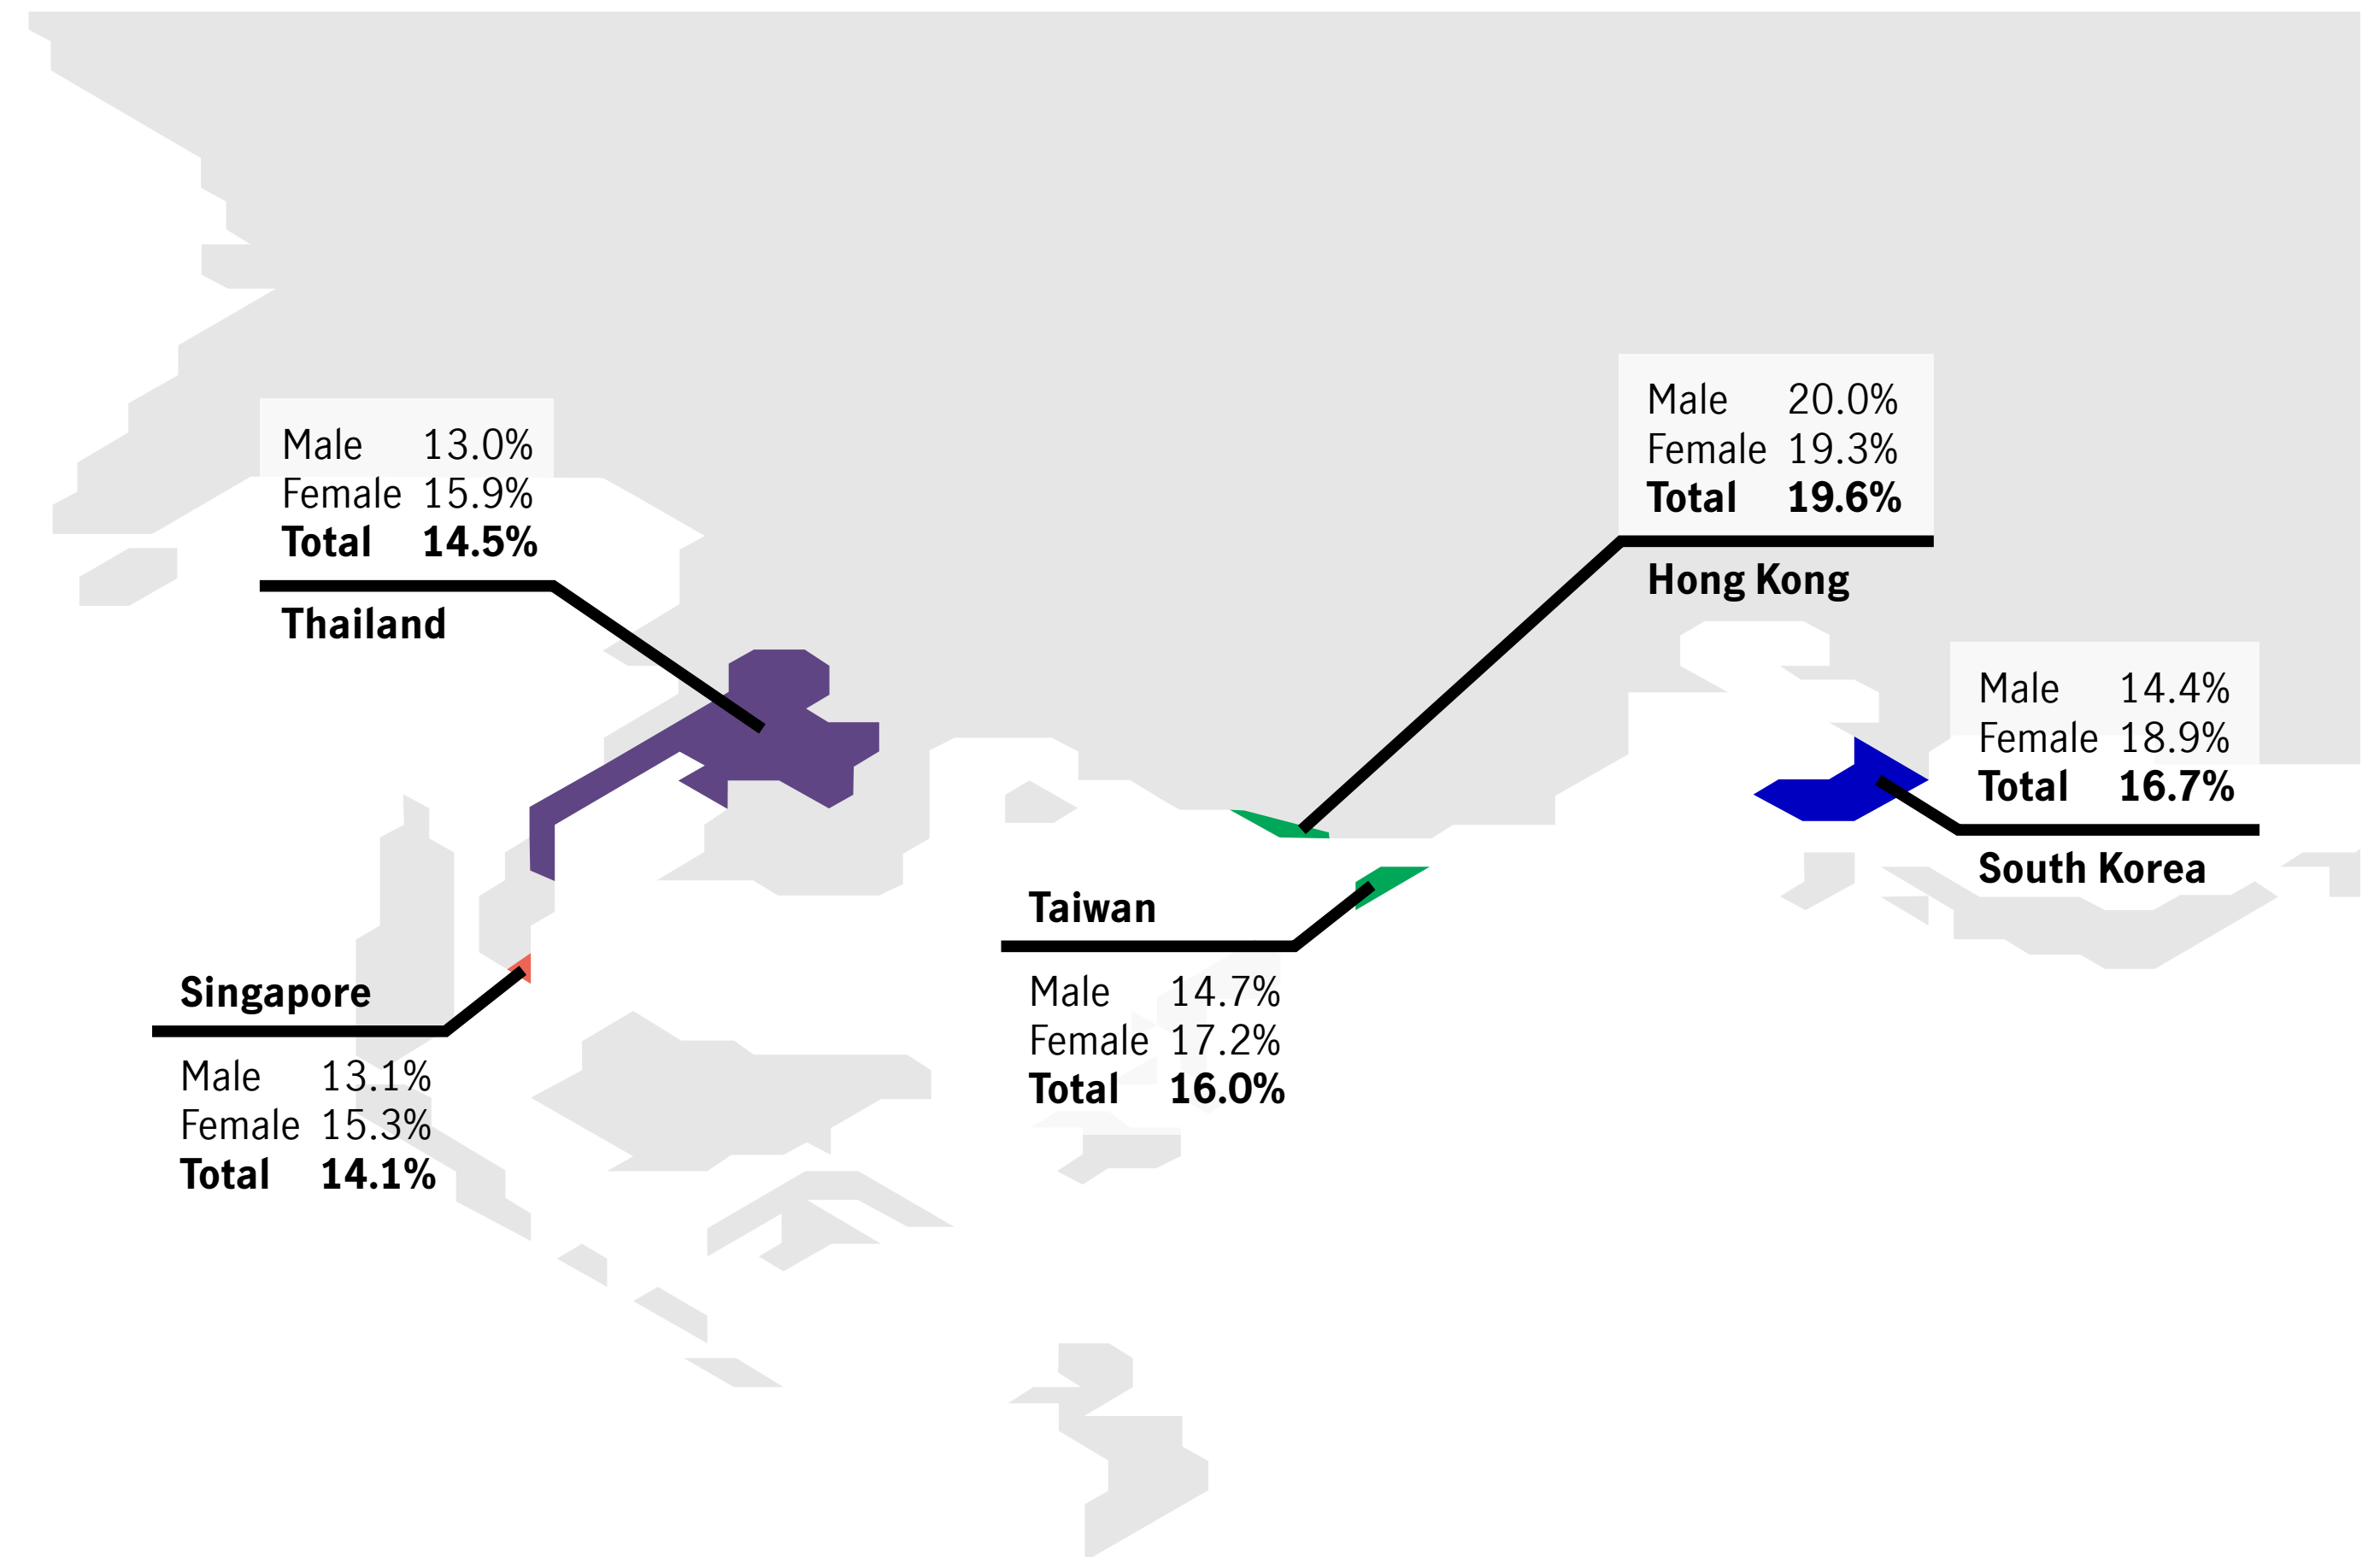 Male 20.0%
Female 19.3%
Total 19.6%
Hong Kong
Male 13.0%
Female 15.9%
Total 14.5%
Thailand
Male 14.4%
Female 18.9%
Total 16.7%
South Korea
Taiwan
Male 14.7%
Female 17.2%
Total 16.0%
Singapore
Male 13.1%
Female 15.3%
Total 14.1%